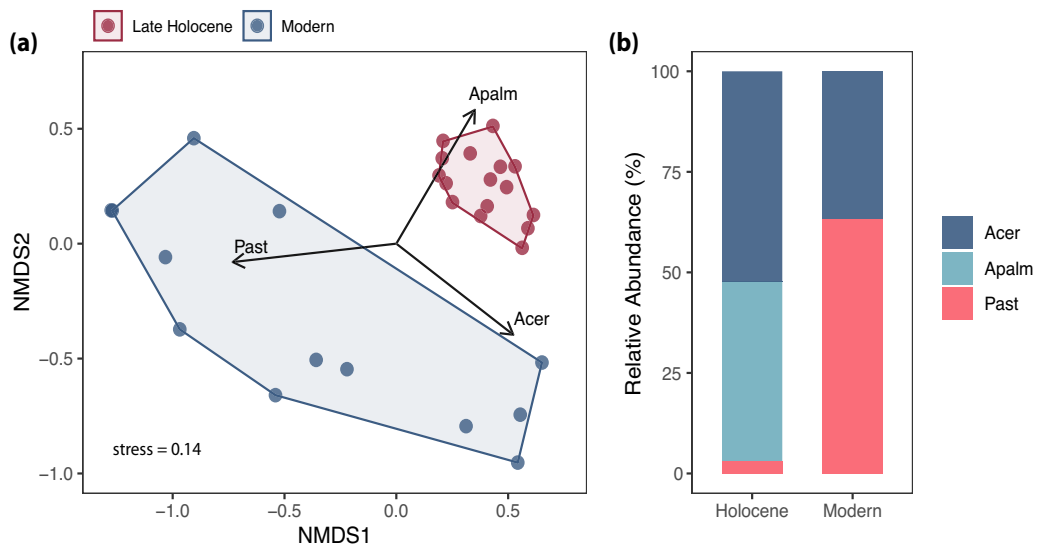 Late Holocene
Modern
(a)
(b)
Apalm
Past
Acer
0.5
0.0
−0.5
−1.0
NMDS2
stress = 0.14
−1.0
−0.5
0.0
0.5
NMDS1
100
75
50
25
0
Relative Abundance (%)
Holocene
Modern
Acer
Apalm
Past